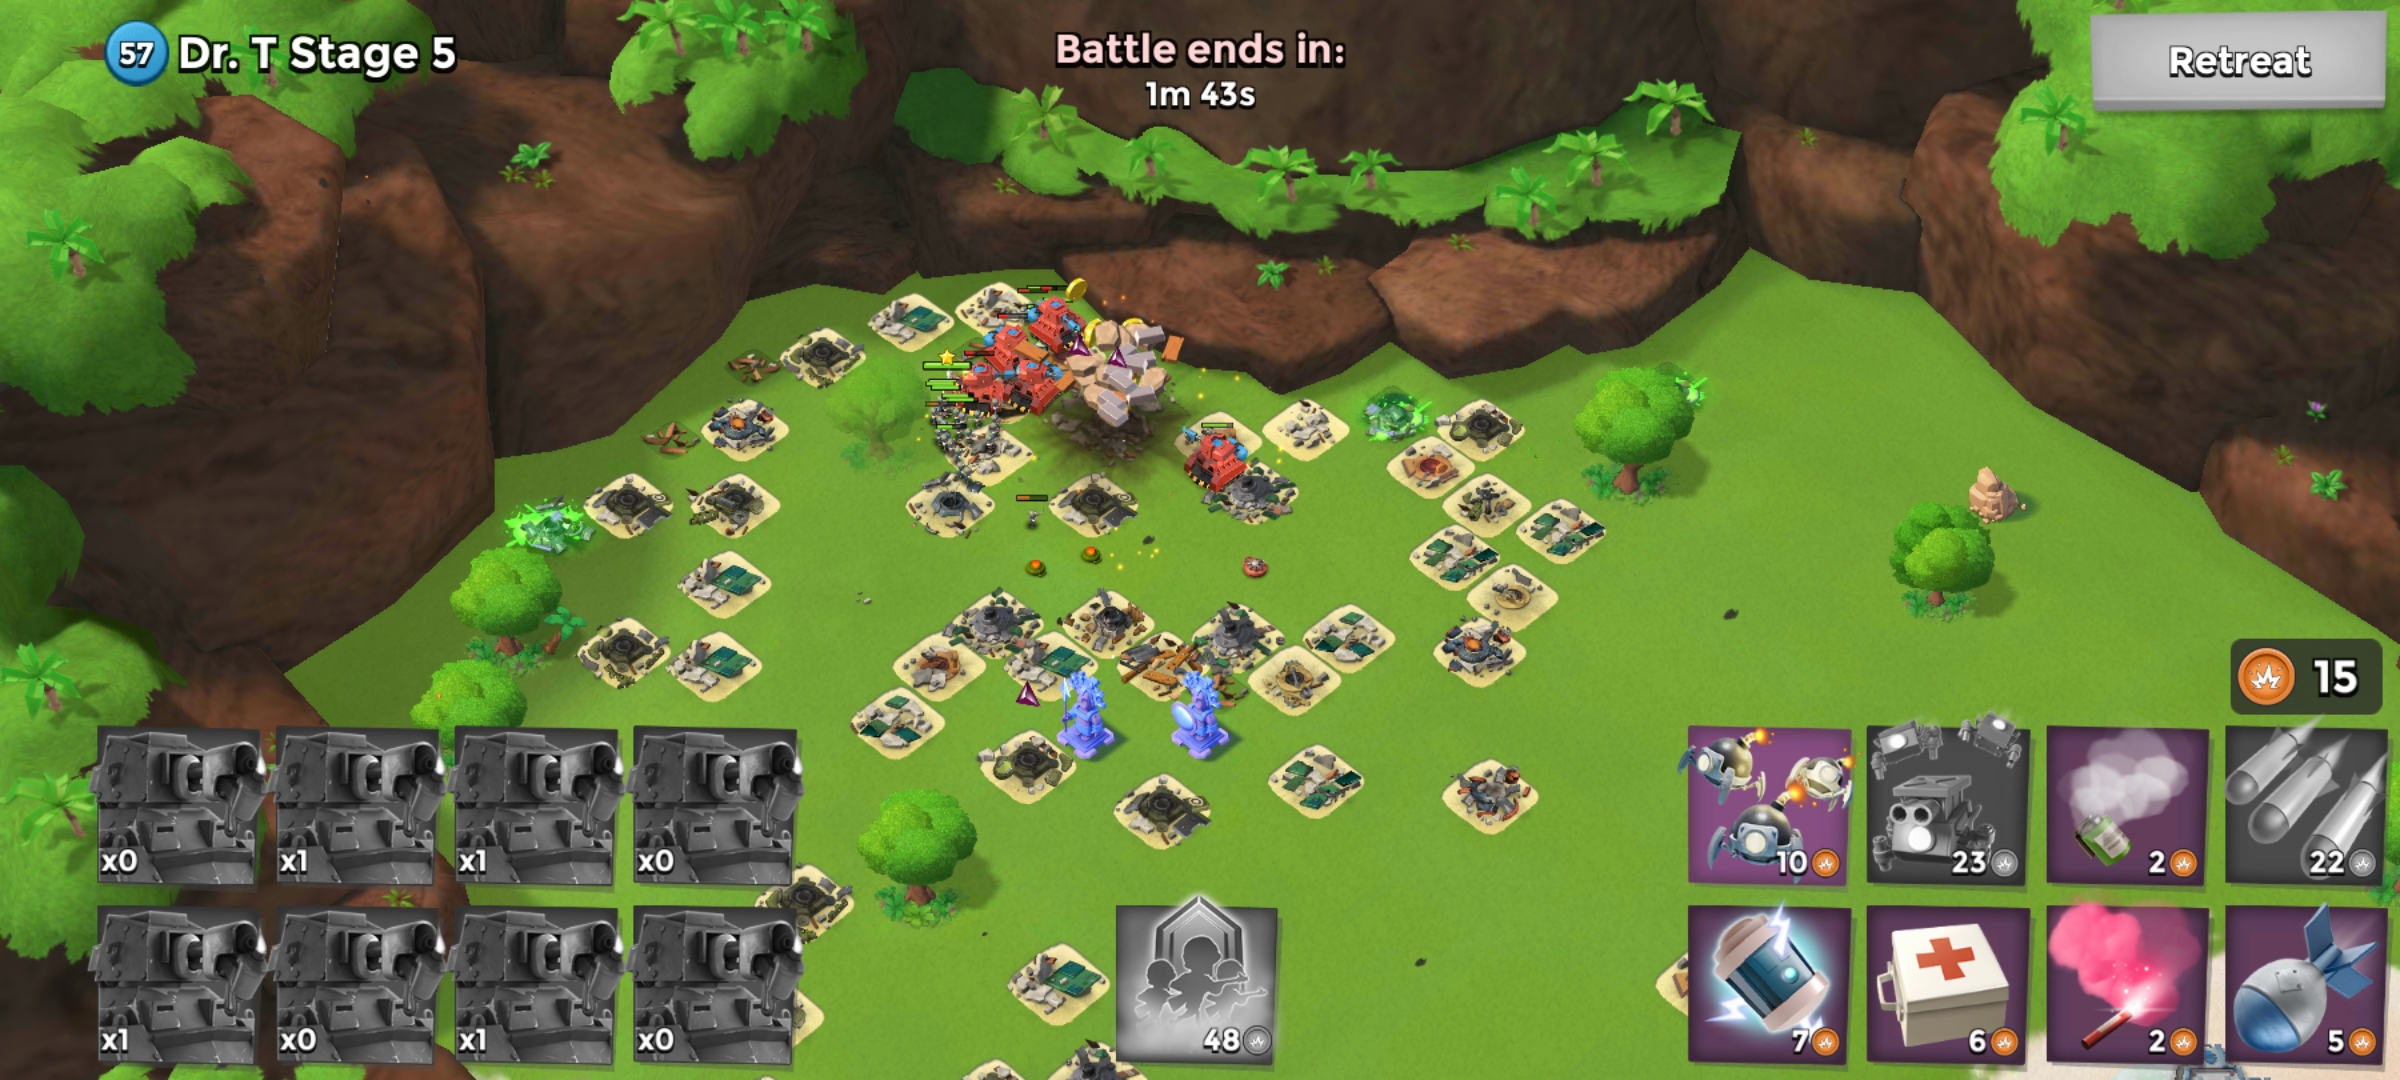 57 Dr. T Stage 5
Battle ends in:
1m 43s
Retreat
15
x0
x1
x1
x0
10
23
2
22
x1
x0
x1
x0
48
7
6
2
5